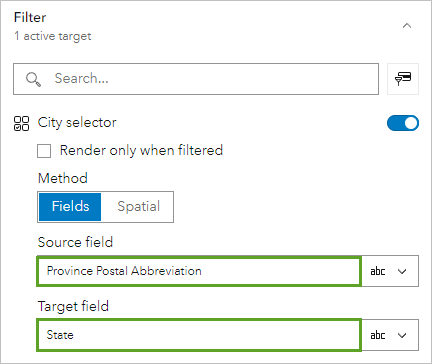 Filter
1 active target
Search...
City selector
Render only when filtered
Method
Fields Spatial
Source field
Province Postal Abbreviation abc
Target field
State abc